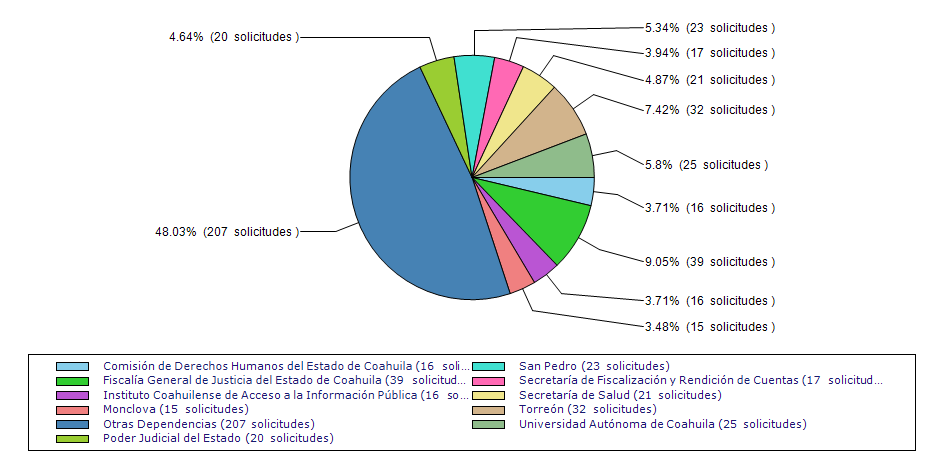 5.34% (23 solicitudes )
4.64% (20 solicitudes )
3.94% (17 solicitudes )
4.87% (21 solicitudes )
7.42% (32 solicitudes )
5.8% (25 solicitudes )
3.71% (16 solicitudes )
48.03% (207 solicitudes )
9.05% (39 solicitudes )
3.71% (16 solicitudes )
3.48% (15 solicitudes )
Comisión de Derechos Humanos del Estado de Coahuila (16 soli...
Fiscalía General de Justicia del Estado de Coahuila (39 solicitud...
Instituto Coahuilense de Acceso a la Información Pública (16 so...
Monclova (15 solicitudes)
Otras Dependencias (207 solicitudes)
Poder Judicial del Estado (20 solicitudes)
San Pedro (23 solicitudes)
Secretaría de Fiscalización y Rendición de Cuentas (17 solicitud...
Secretaría de Salud (21 solicitudes)
Torreón (32 solicitudes)
Universidad Autónoma de Coahuila (25 solicitudes)